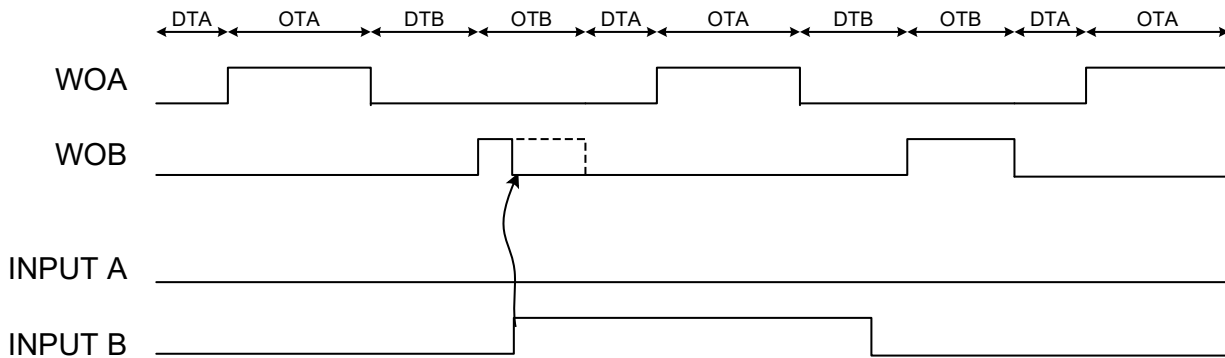 DTA OTA DTB OTB DTA OTA DTB OTB DTA OTA
WOA
WOB
INPUT A
INPUT B